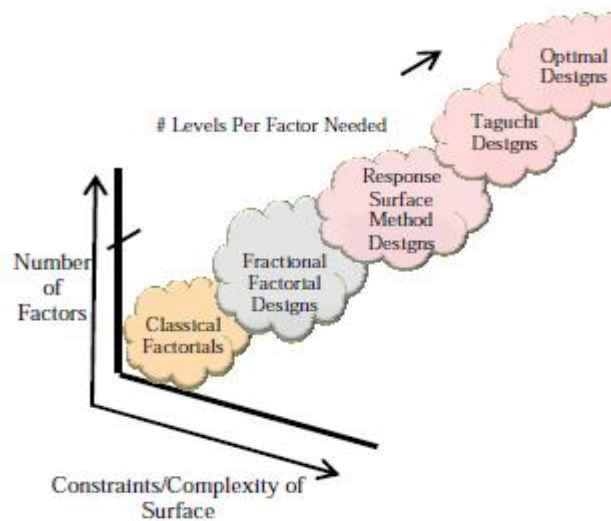 Optimal
Designs
# Levels Per Factor Needed
Taguchi
Designs
Response
Surface
Method
Designs
Number
of
Factors
Fractional
Factorial
Designs
Classical
Factorials
Constraints/Complexity of
Surface